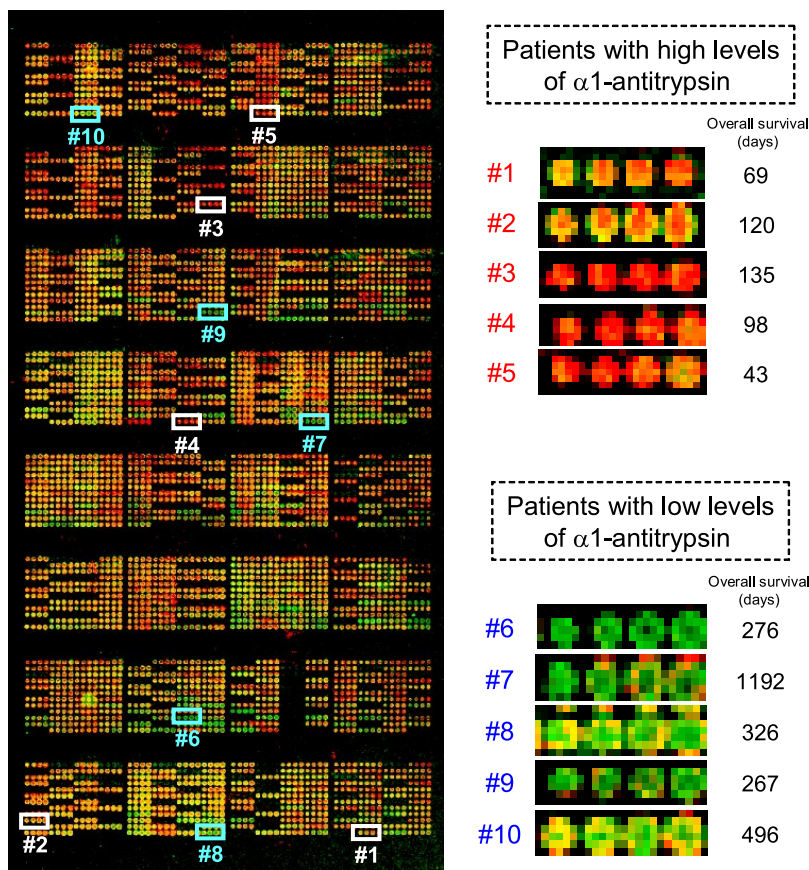 #10
#5
#3
#9
#4
#7
#6
#2
#8
#1
Patients with high levels
of α1-antitrypsin
Overall survival
(days)
#1 69
#2 120
#3 135
#4 98
#5 43
Patients with low levels
of α1-antitrypsin
Overall survival
(days)
#6 276
#7 1192
#8 326
#9 267
#10 496